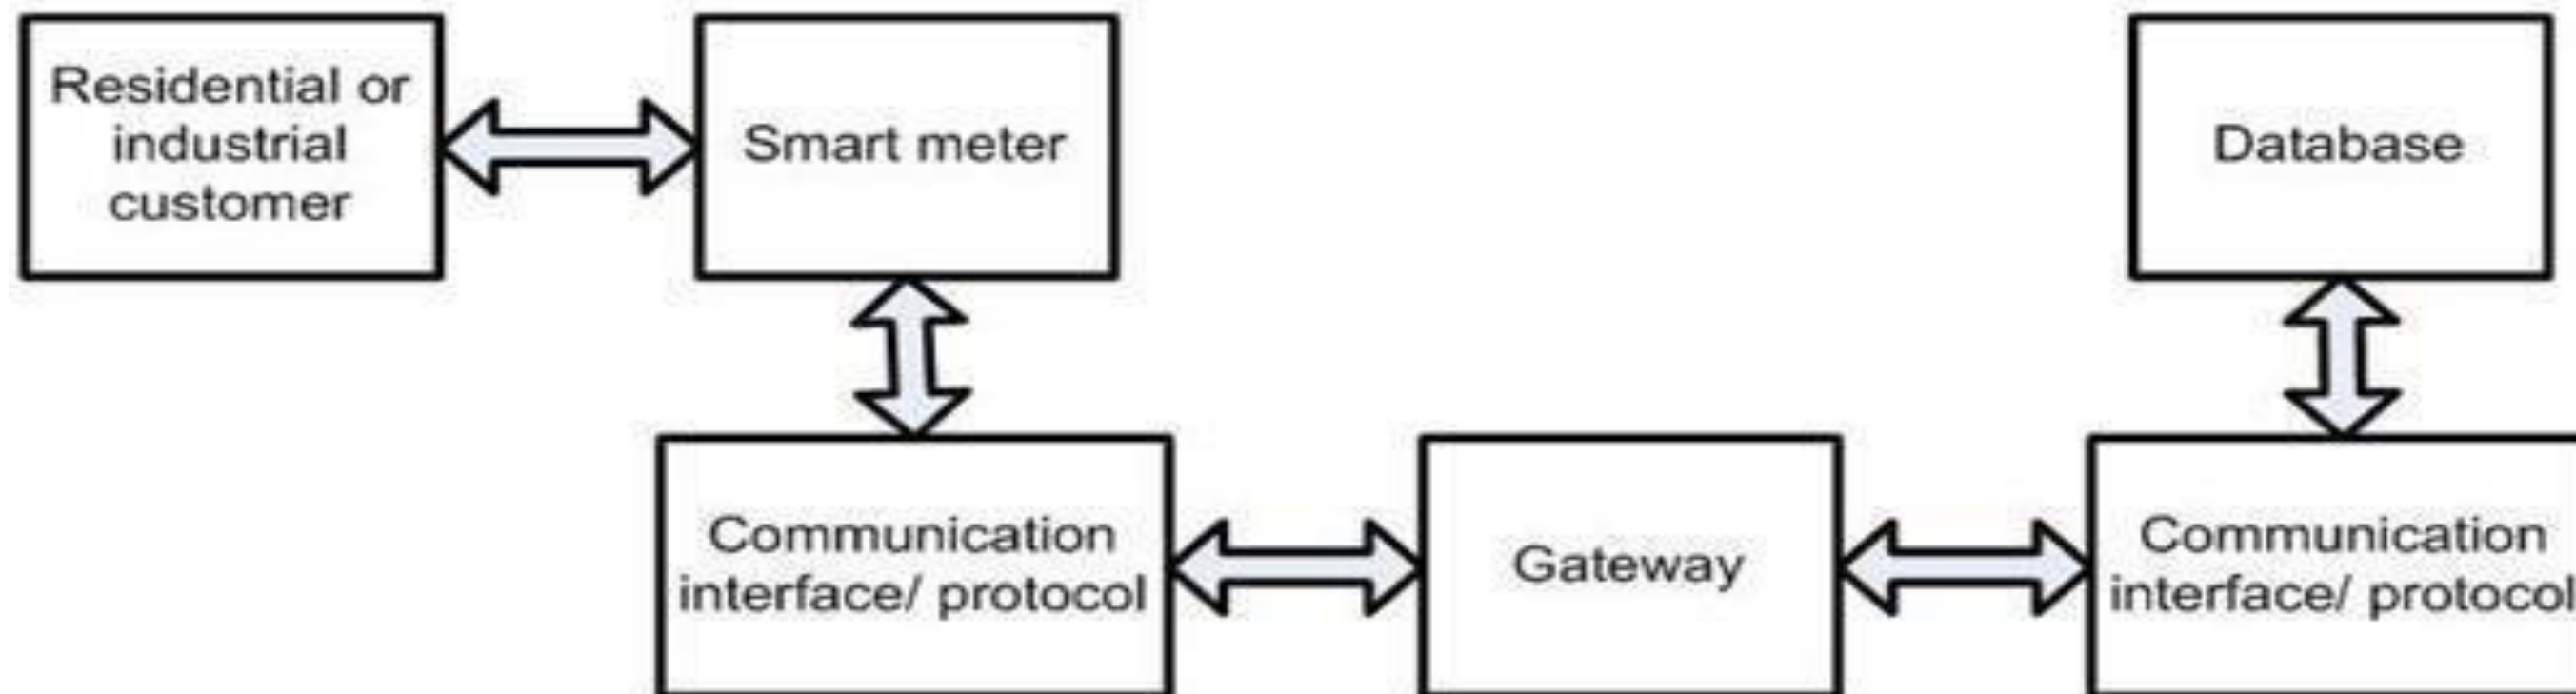 Residential or
industrial
customer
Smart meter
Database
Communication
interface/ protocol
Gateway
Communication
interface/ protocol